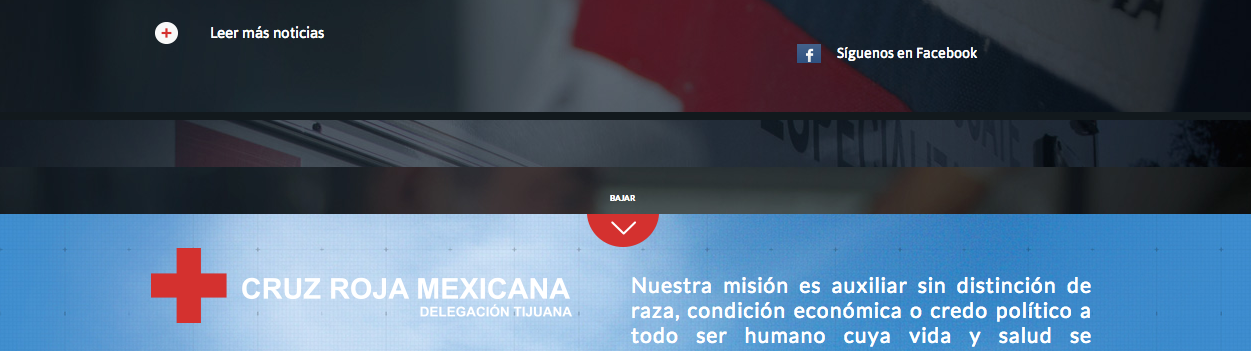 Leer más noticias
Síguenos en Facebook
BAJAR
CRUZ ROJA MEXICANA
DELEGACIÓN TIJUANA
Nuestra misión es auxiliar sin distinción de
raza, condición económica o credo político a
todo ser humano cuya vida y salud se